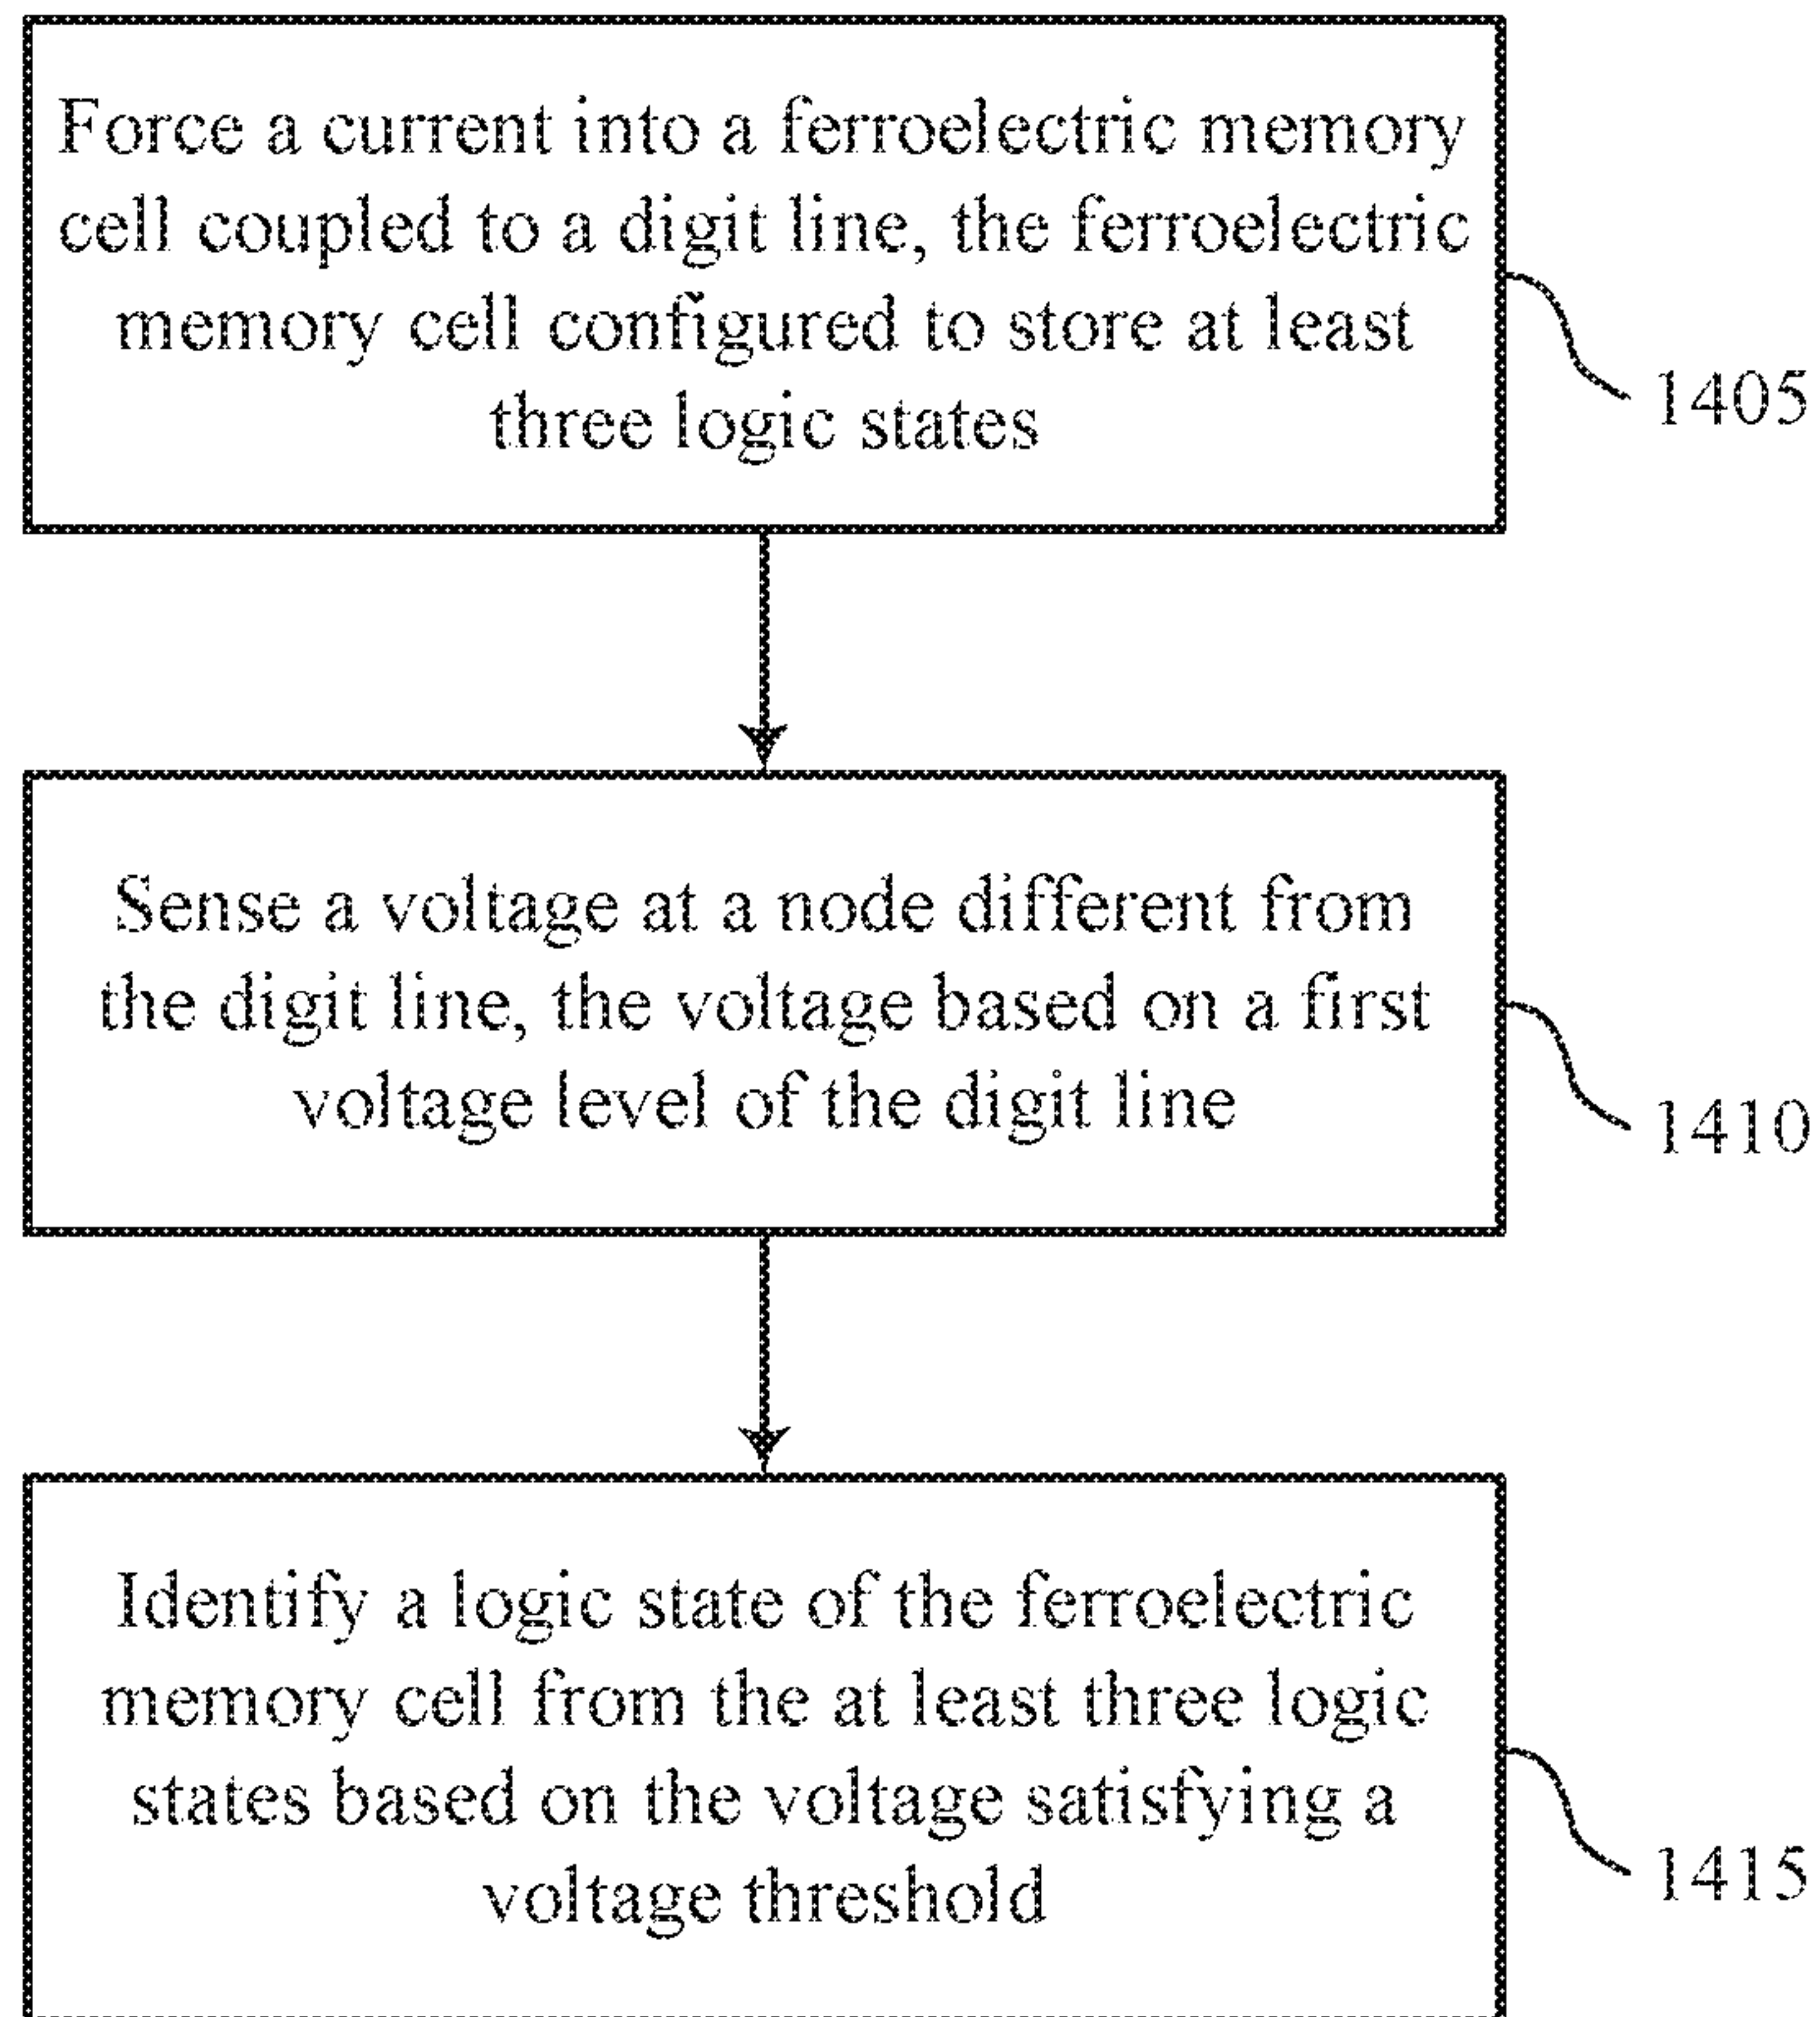 Force a current into a ferroelectric memory
cell coupled to a digit line, the ferroelectric
memory cell configured to store at least
three logic states
1405
Sense a voltage at a node different from
the digit line, the voltage based on a first
voltage level of the digit line
1410
Identify a logic state of the ferroelectric
memory cell from the at least three logic
states based on the voltage satisfying a
voltage threshold
1415